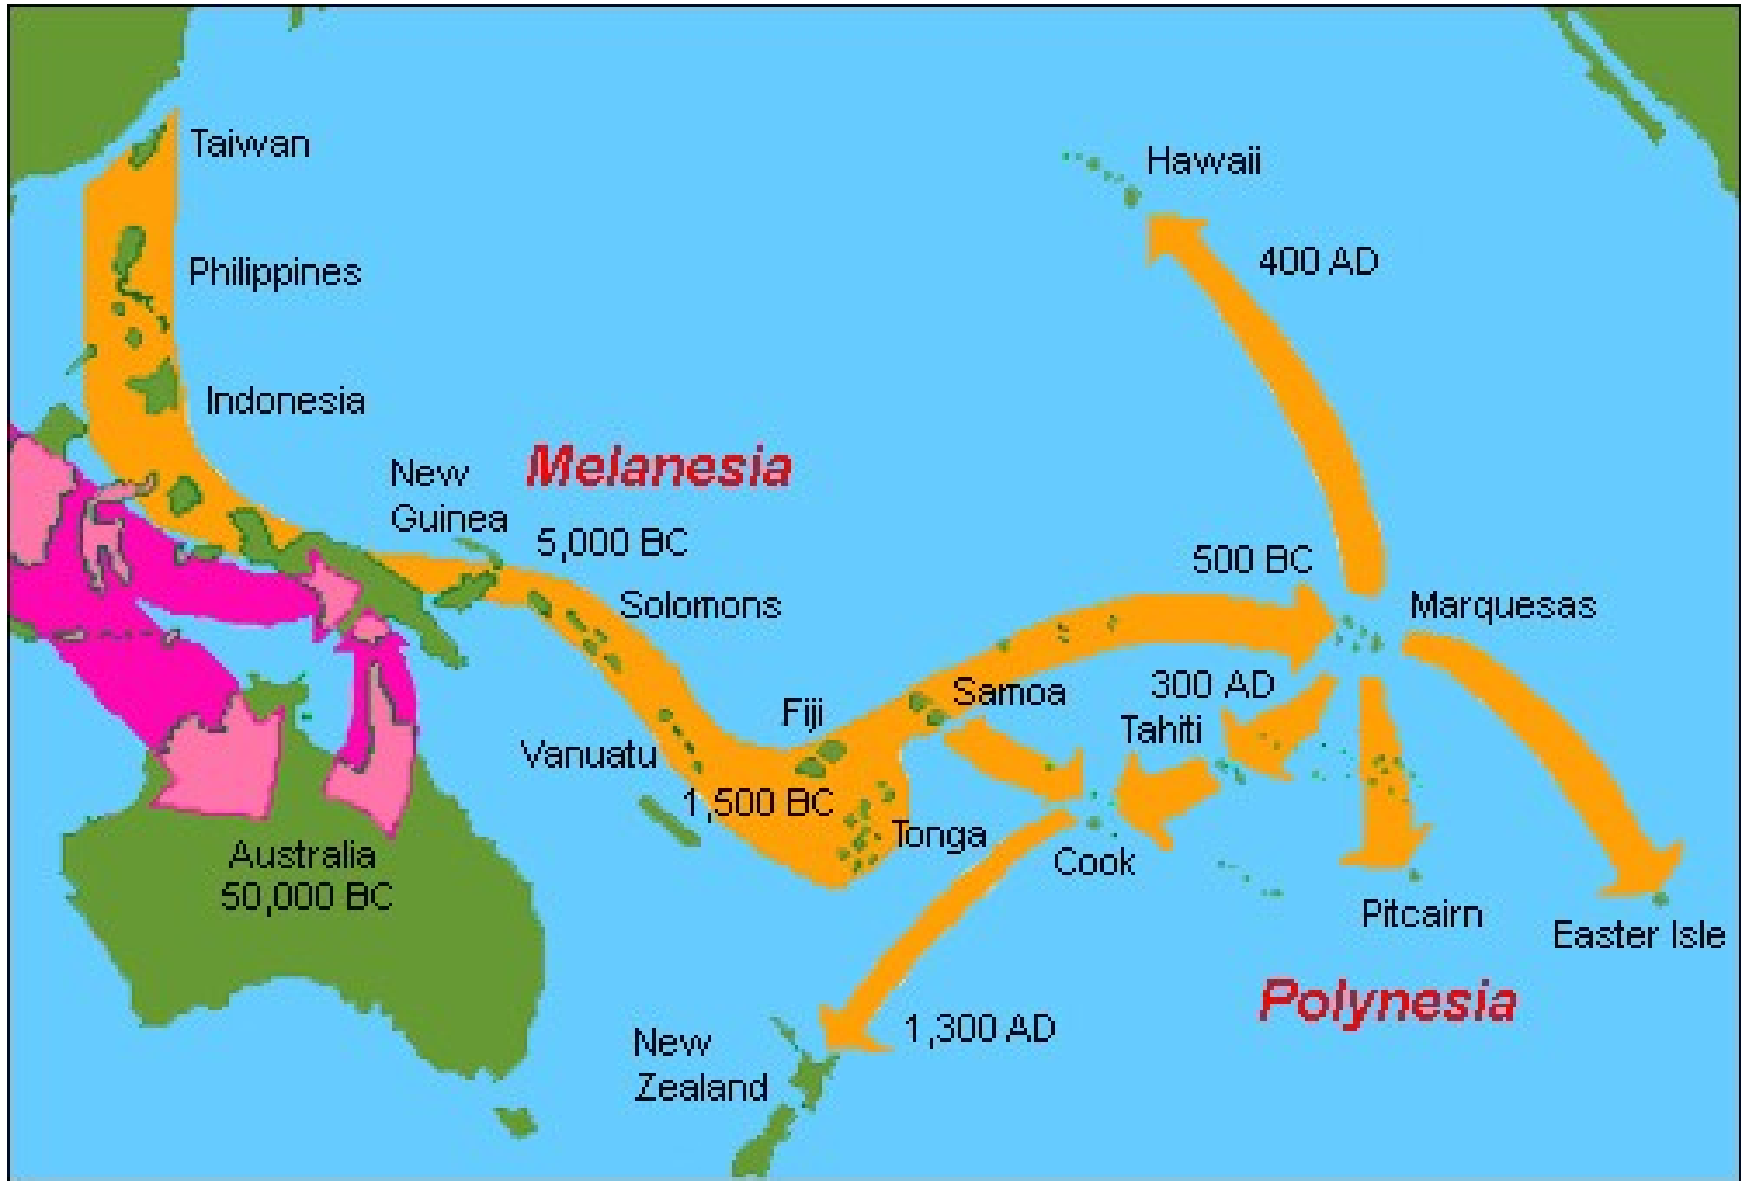 Taiwan
Hawaii
400 AD
Philippines
Indonesia
Melanesia
New
Guinea
5,000 BC
500 BC
Solomons
Marquesas
Samoa
300 AD
Fiji
Tahiti
Vanuatu
1,500 BC
Tonga
Australia
50,000 BC
Cook
Pitcairn
Easter Isle
Polynesia
New
Zealand
1,300 AD